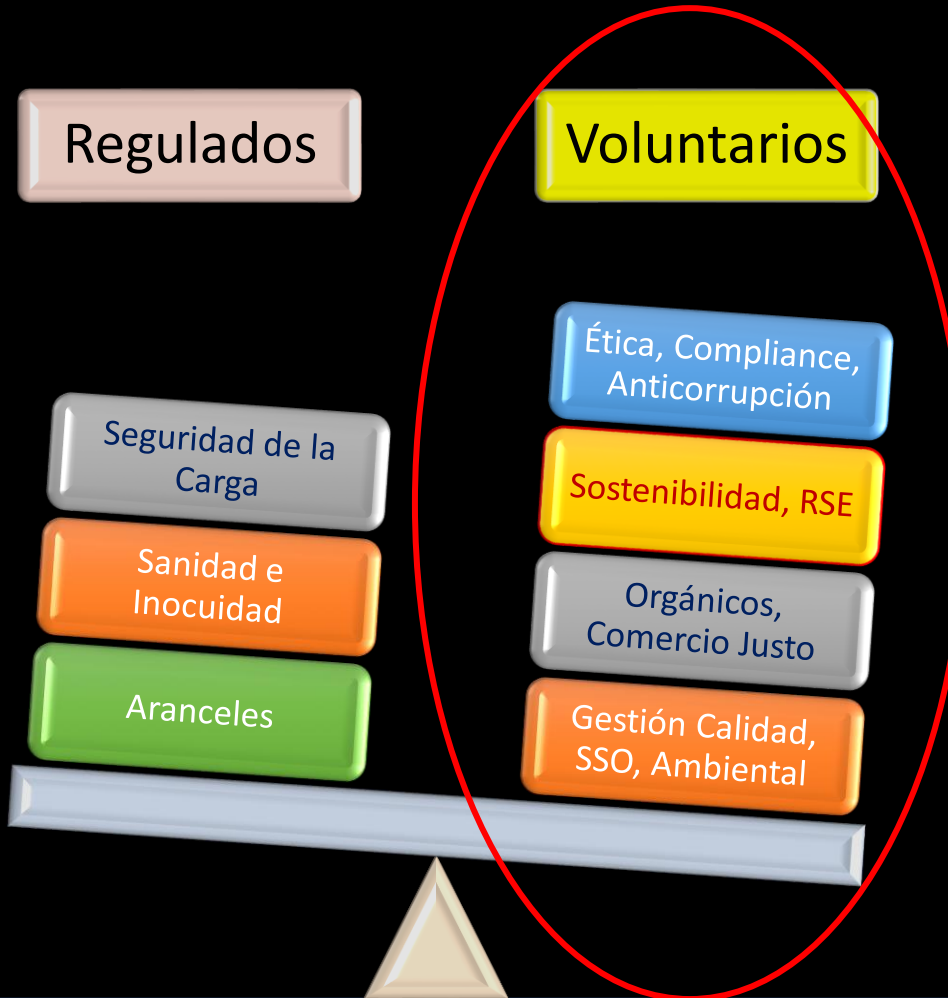 Regulados
Voluntarios
Seguridad de la
Carga
Sanidad e
Inocuidad
Aranceles
Ética, Compliance,
Anticorrupción
Sostenibilidad, RSE
Orgánicos,
Comercio Justo
Gestión Calidad,
SSO, Ambiental